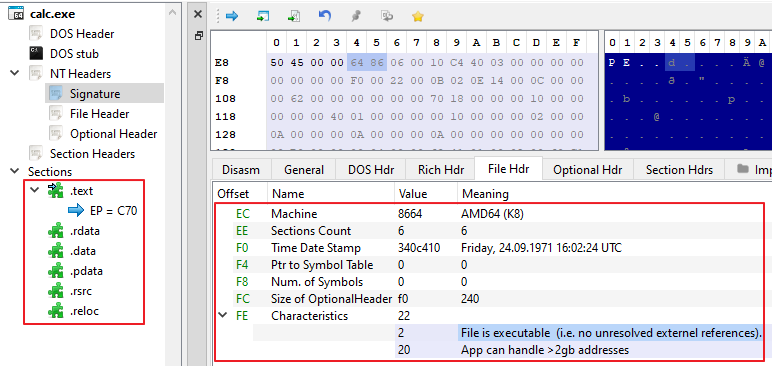 calc.exe
DOS Header
DOS stub
NT Headers
Signature
File Header
Optional Header
Section Headers
Sections
.text
EP = C70
.rdata
.data
.pdata
.rsrc
.reloc
0 1 2 3 4 5 6 7 8 9 A B C D E F
E8 50 45 00 00 64 86 06 00 10 C4 40 03 00 00 00 00
F8 00 00 00 00 F0 00 22 00 0B 02 0E 14 00 0C 00 00
108 00 62 00 00 00 00 00 00 70 18 00 00 00 10 00 00
118 00 00 00 40 01 00 00 00 00 10 00 00 00 02 00 00
128 0A 00 00 00 0A 00 00 00 0A 00 00 00 00 00 00 00
0 1 2 3 4 5 6 7 8 9 A B C D E
P E . . d . . . . Ä @ . . . .
. . . . ð . " . . . . . . . .
. b . . . . . . p . . . . . .
. . . @ . . . . . . . . . . .
Disasm General DOS Hdr Rich Hdr File Hdr Optional Hdr Section Hdrs Imp
Offset Name Value Meaning
EC Machine 8664 AMD64 (K8)
EE Sections Count 6 6
F0 Time Date Stamp 340c410 Friday, 24.09.1971 16:02:24 UTC
F4 Ptr to Symbol Table 0 0
F8 Num. of Symbols 0 0
FC Size of OptionalHeader f0 240
FE Characteristics 22
2 File is executable (i.e. no unresolved externel references).
20 App can handle >2gb addresses